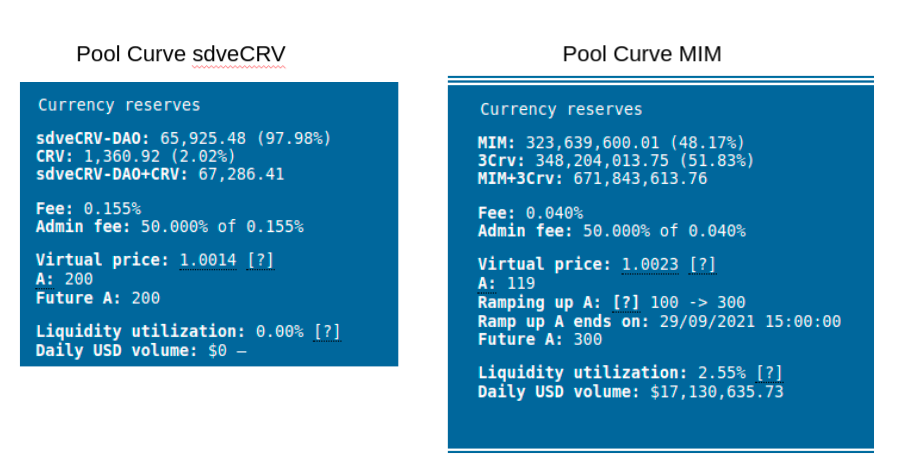 Pool Curve sdveCRV
Currency reserves
sdveCRV-DAO: 65,925.48 (97.98%)
CRV: 1,360.92 (2.02%)
sdveCRV-DAO+CRV: 67,286.41
Fee: 0.155%
Admin fee: 50.000% of 0.155%
Virtual price: 1.0014 [?]
A: 200
Future A: 200
Liquidity utilization: 0.00% [?]
Daily USD volume: $0 —
Pool Curve MIM
Currency reserves
MIM: 323,639,600.01 (48.17%)
3Crv: 348,204,013.75 (51.83%)
MIM+3Crv: 671,843,613.76
Fee: 0.040%
Admin fee: 50.000% of 0.040%
Virtual price: 1.0023 [?]
A: 119
Ramping up A: [?] 100 -> 300
Ramp up A ends on: 29/09/2021 15:00:00
Future A: 300
Liquidity utilization: 2.55% [?]
Daily USD volume: $17,130,635.73